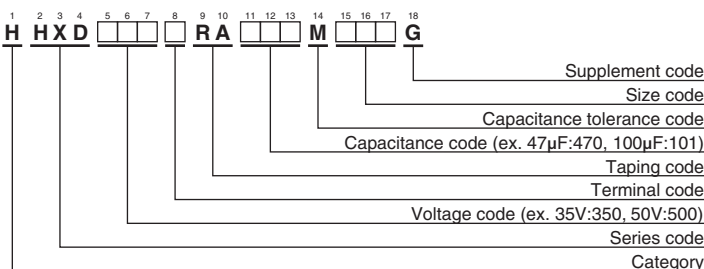 1 2 3 4 5 6 7 8 9 10 11 12 13 14 15 16 17 18
H HXD □□□ □ RA □□□ M □□□ G
Supplement code
Size code
Capacitance tolerance code
Capacitance code (ex. 47µF:470, 100µF:101)
Taping code
Terminal code
Voltage code (ex. 35V:350, 50V:500)
Series code
Category